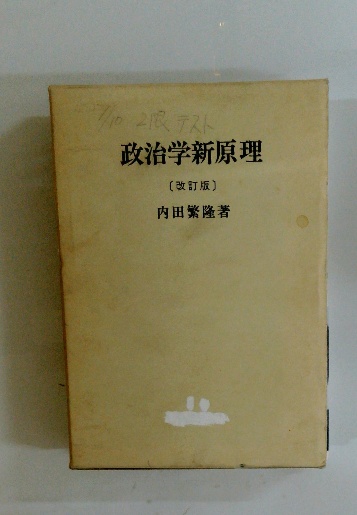 7/10 2限 テスト
政治学新原理
〔改訂版〕
内田繁隆著